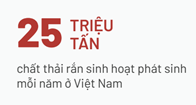 25 TRIỆU
TẤN
chất thải rắn sinh hoạt phát sinh
mỗi năm ở Việt Nam